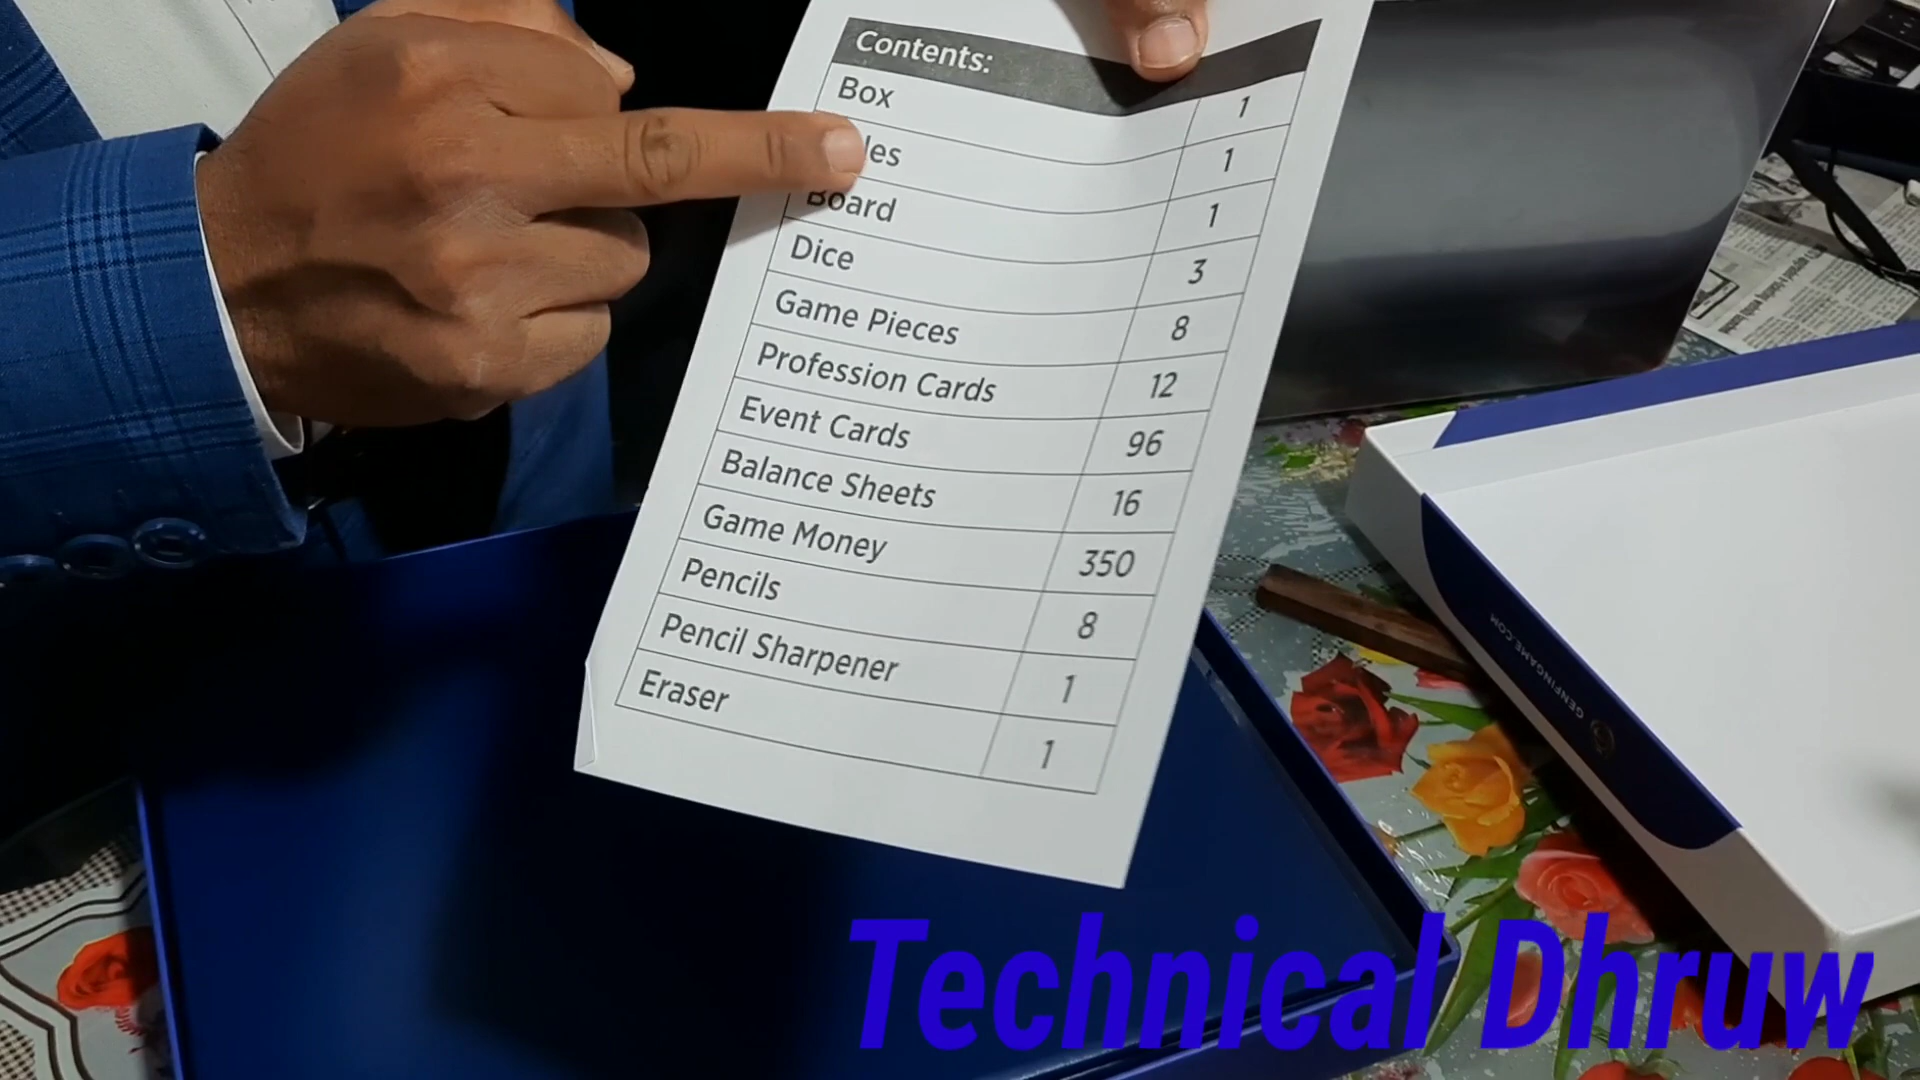 Contents:
Box 1
les 1
Board 1
Dice 3
Game Pieces 8
Profession Cards 12
Event Cards 96
Balance Sheets 16
Game Money 350
Pencils 8
Pencil Sharpener 1
Eraser 1
GENFINGAME.COM
Technical Dhruw